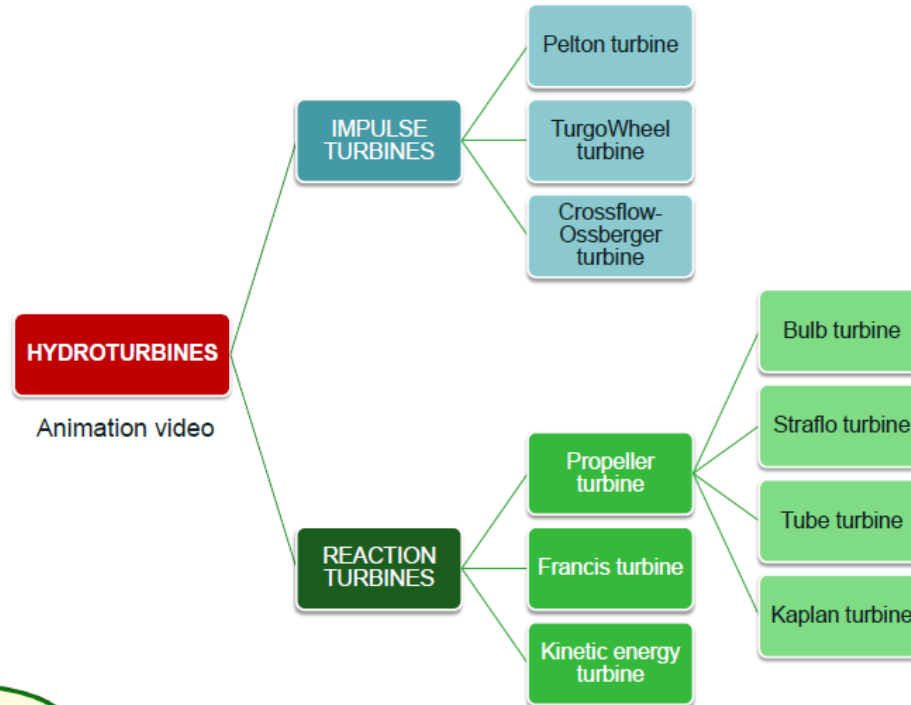 Pelton turbine
IMPULSE
TURBINES
TurgoWheel
turbine
Crossflow-
Ossberger
turbine
HYDROTURBINES
Animation video
Bulb turbine
Straflo turbine
Propeller
turbine
Tube turbine
REACTION
TURBINES
Francis turbine
Kaplan turbine
Kinetic energy
turbine